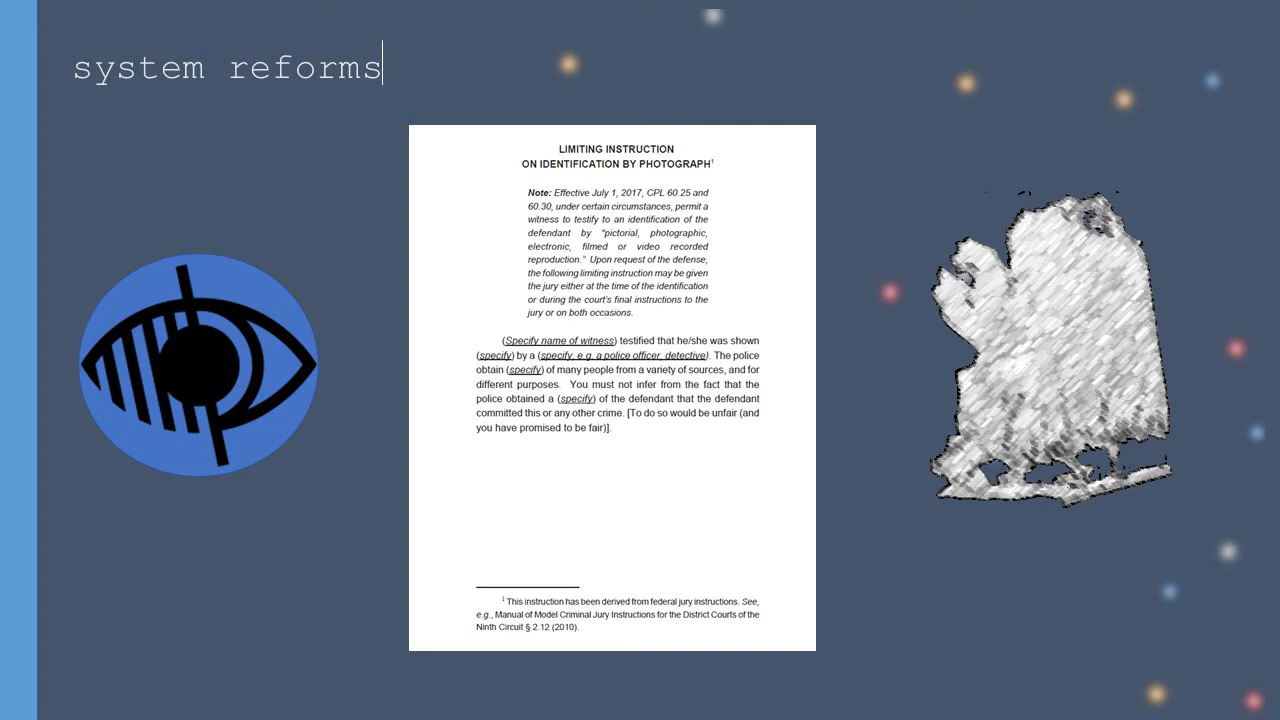 system reforms
LIMITING INSTRUCTION
ON IDENTIFICATION BY PHOTOGRAPH¹
Note: Effective July 1, 2017, CPL 60.25 and
60.30, under certain circumstances, permit a
witness to testify to an identification of the
defendant by "pictorial, photographic,
electronic, filmed or video recorded
reproduction." Upon request of the defense,
the following limiting instruction may be given
the jury either at the time of the identification
or during the court's final instructions to the
jury or on both occasions.
(Specify name of witness) testified that he/she was shown
(specify) by a (specify, e.g. a police officer, detective). The police
obtain (specify) of many people from a variety of sources, and for
different purposes. You must not infer from the fact that the
police obtained a (specify) of the defendant that the defendant
committed this or any other crime. [To do so would be unfair (and
you have promised to be fair)].
¹ This instruction has been derived from federal jury instructions. See,
e.g., Manual of Model Criminal Jury Instructions for the District Courts of the
Ninth Circuit § 2.12 (2010).